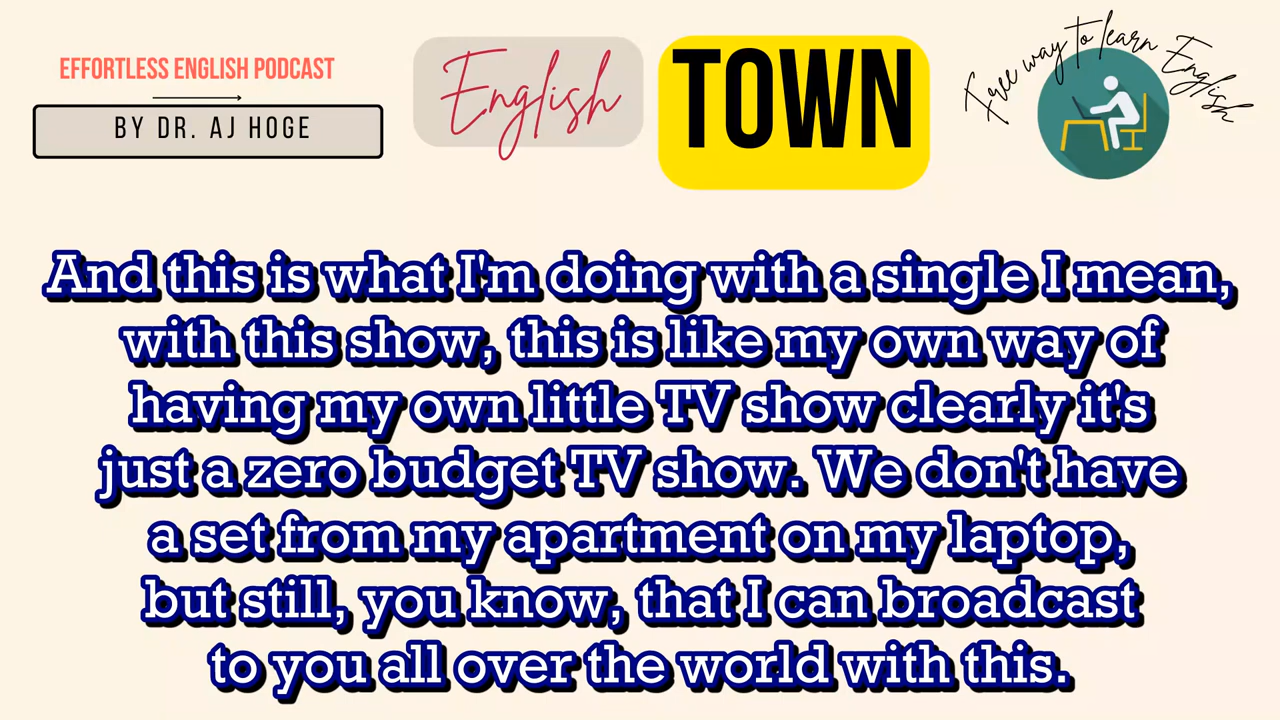 EFFORTLESS ENGLISH PODCAST
BY DR. AJ HOGE
English
TOWN
Free way to learn English
And this is what I'm doing with a single I mean,
with this show, this is like my own way of
having my own little TV show clearly it's
just a zero budget TV show. We don't have
a set from my apartment on my laptop,
but still, you know, that I can broadcast
to you all over the world with this.